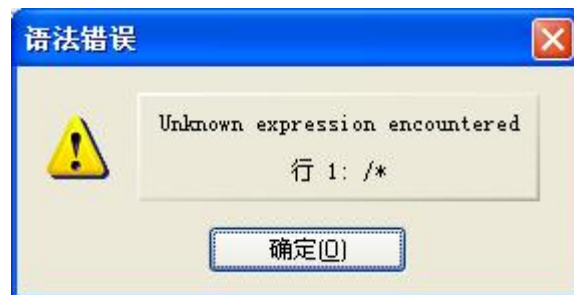 语法错误
Unknown expression encountered
行 1: /*
确定(O)